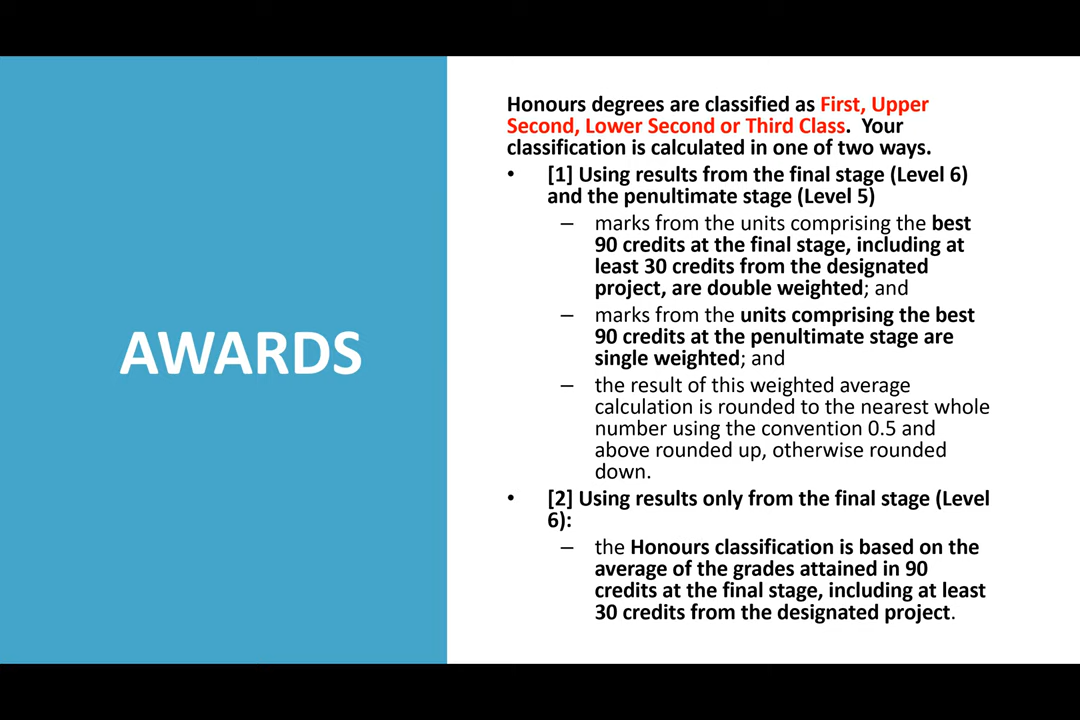 AWARDS
Honours degrees are classified as First, Upper
Second, Lower Second or Third Class.  Your
classification is calculated in one of two ways.
• [1] Using results from the final stage (Level 6)
and the penultimate stage (Level 5)
– marks from the units comprising the best
90 credits at the final stage, including at
least 30 credits from the designated
project, are double weighted; and
– marks from the units comprising the best
90 credits at the penultimate stage are
single weighted; and
– the result of this weighted average
calculation is rounded to the nearest whole
number using the convention 0.5 and
above rounded up, otherwise rounded
down.
• [2] Using results only from the final stage (Level
6):
– the Honours classification is based on the
average of the grades attained in 90
credits at the final stage, including at least
30 credits from the designated project.